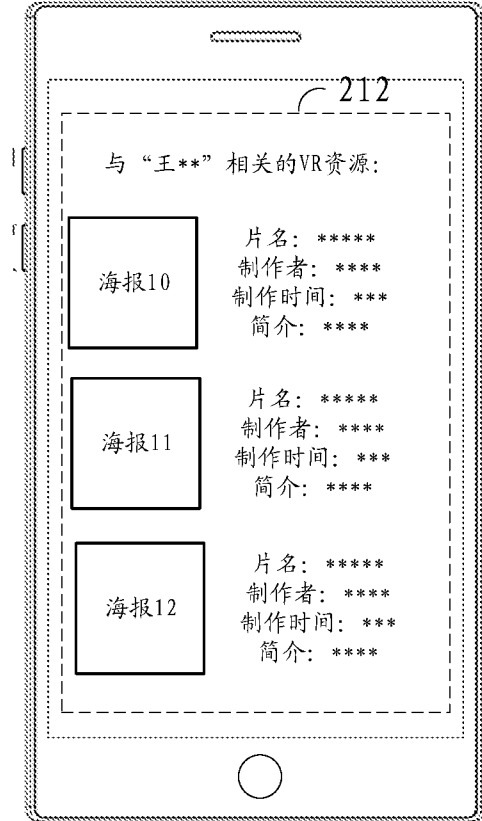 212
与“王**”相关的VR资源:
海报10
片名: *****
制作者: ****
制作时间: ***
简介: ****
海报11
片名: *****
制作者: ****
制作时间: ***
简介: ****
海报12
片名: *****
制作者: ****
制作时间: ***
简介: ****